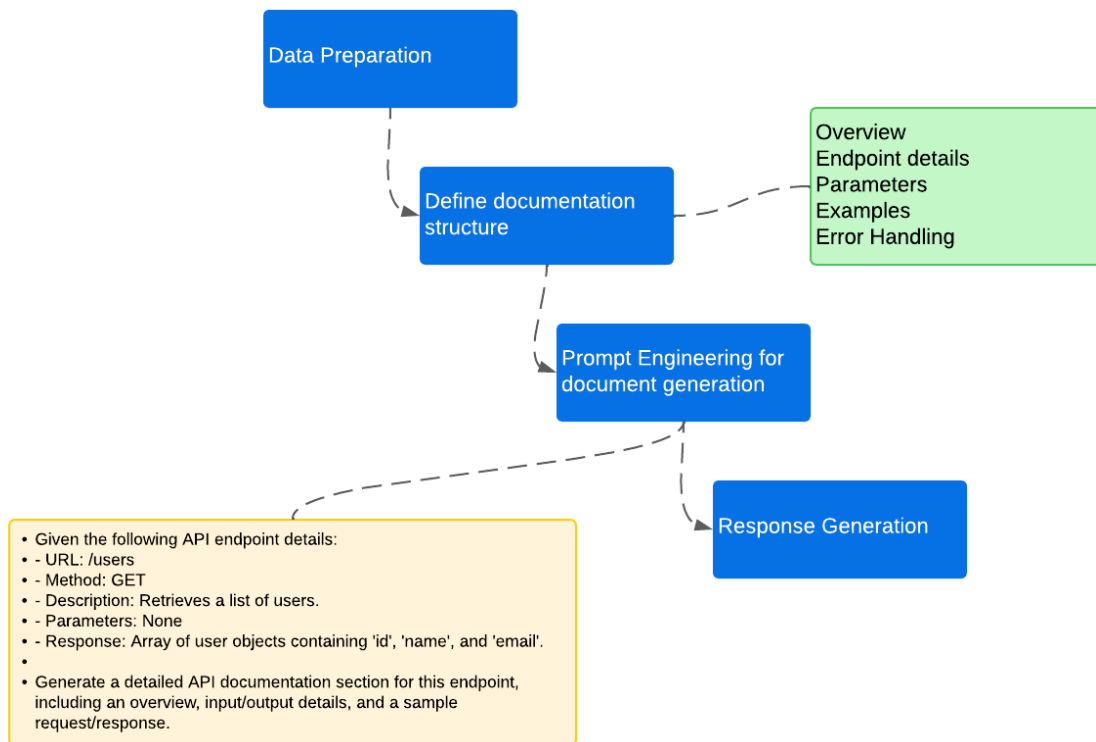 Data Preparation
Overview
Endpoint details
Parameters
Examples
Error Handling
Define documentation
structure
Prompt Engineering for
document generation
Response Generation
• Given the following API endpoint details:
• - URL: /users
• - Method: GET
• - Description: Retrieves a list of users.
• - Parameters: None
• - Response: Array of user objects containing 'id', 'name', and 'email'.
•
• Generate a detailed API documentation section for this endpoint,
including an overview, input/output details, and a sample
request/response.